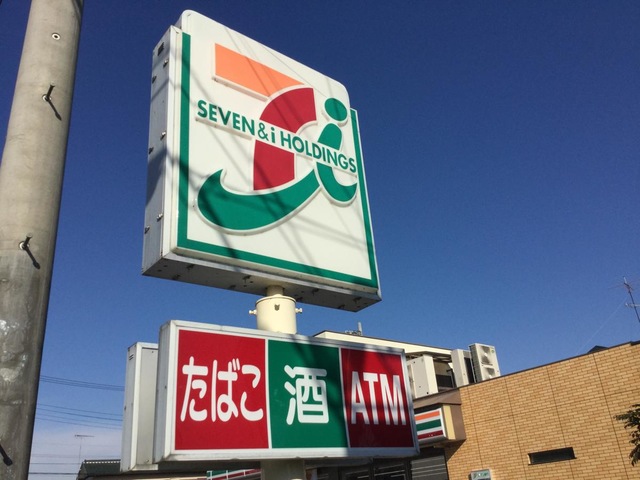 SEVEN & i HOLDINGS
たばこ 酒 ATM